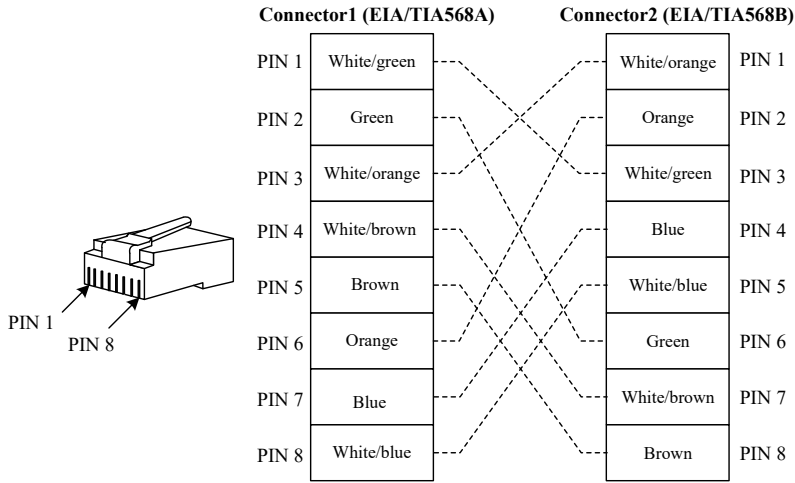 Connector1 (EIA/TIA568A) Connector2 (EIA/TIA568B)
PIN 1 White/green White/orange PIN 1
PIN 2 Green Orange PIN 2
PIN 3 White/orange White/green PIN 3
PIN 4 White/brown Blue PIN 4
PIN 5 Brown White/blue PIN 5
PIN 6 Orange Green PIN 6
PIN 7 Blue White/brown PIN 7
PIN 8 White/blue Brown PIN 8
PIN 1
PIN 8